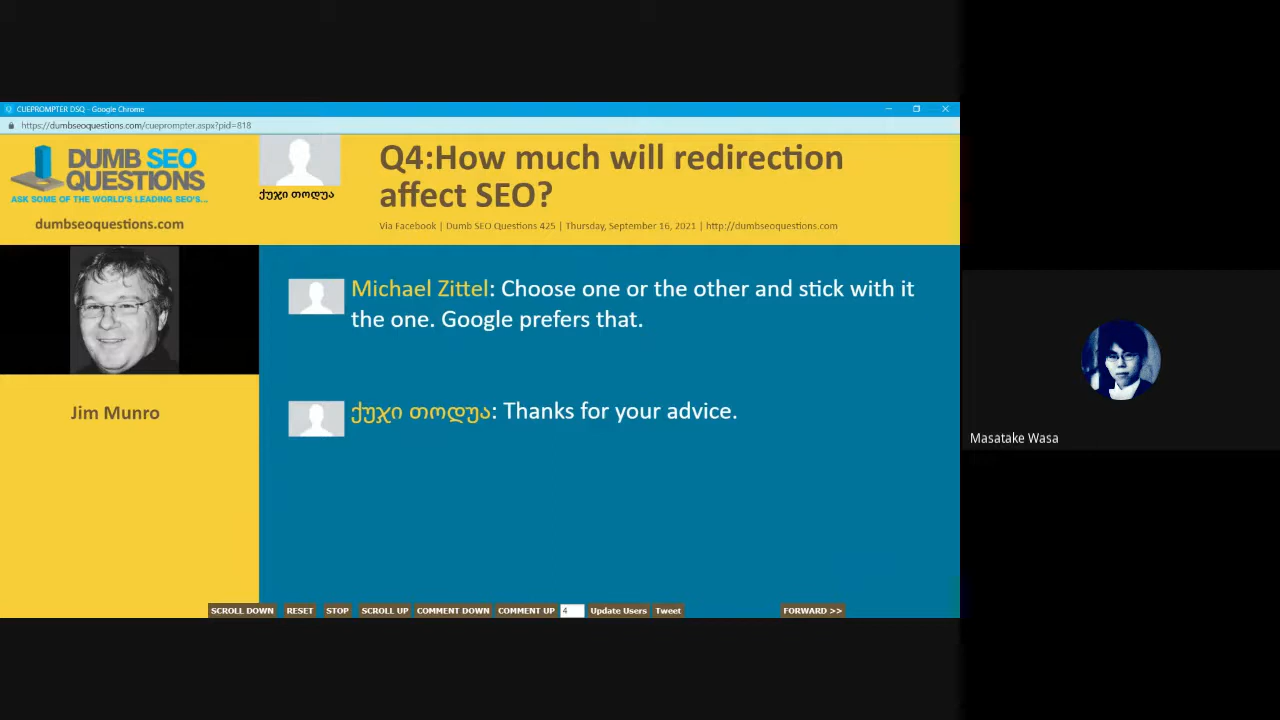 CUEPROMPTER DSQ - Google Chrome
https://dumbseoquestions.com/cueprompter.aspx?pid=818
DUMB SEO
QUESTIONS
ASK SOME OF THE WORLD'S LEADING SEO'S...
dumbseoquestions.com
ქუჯი თოდუა
Q4:How much will redirection
affect SEO?
Via Facebook | Dumb SEO Questions 425 | Thursday, September 16, 2021 | http://dumbseoquestions.com
Jim Munro
Michael Zittel: Choose one or the other and stick with it
the one. Google prefers that.
ქუჯი თოდუა: Thanks for your advice.
Masatake Wasa
SCROLL DOWN RESET STOP SCROLL UP COMMENT DOWN COMMENT UP 4 Update Users Tweet FORWARD >>